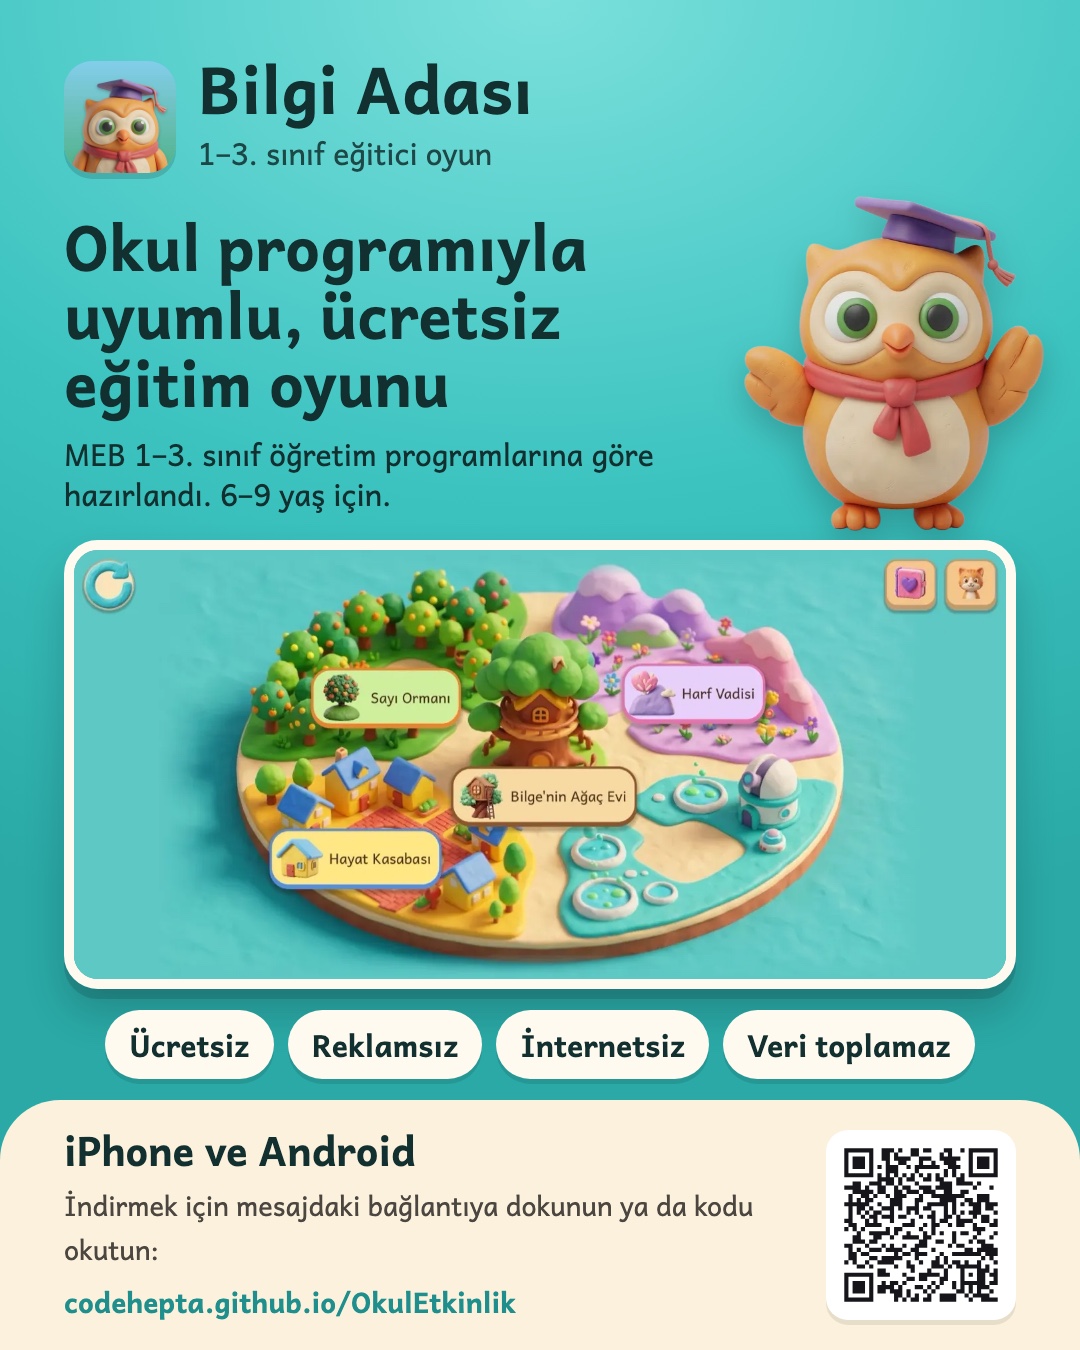 Bilgi Adası
1–3. sınıf eğitici oyun
Okul programıyla
uyumlu, ücretsiz
eğitim oyunu
MEB 1–3. sınıf öğretim programlarına göre
hazırlandı. 6–9 yaş için.
Sayı Ormanı
Harf Vadisi
Bilge'nin Ağaç Evi
Hayat Kasabası
Ücretsiz
Reklamsız
İnternetsiz
Veri toplamaz
iPhone ve Android
İndirmek için mesajdaki bağlantıya dokunun ya da kodu
okutun:
codehepta.github.io/OkulEtkinlik